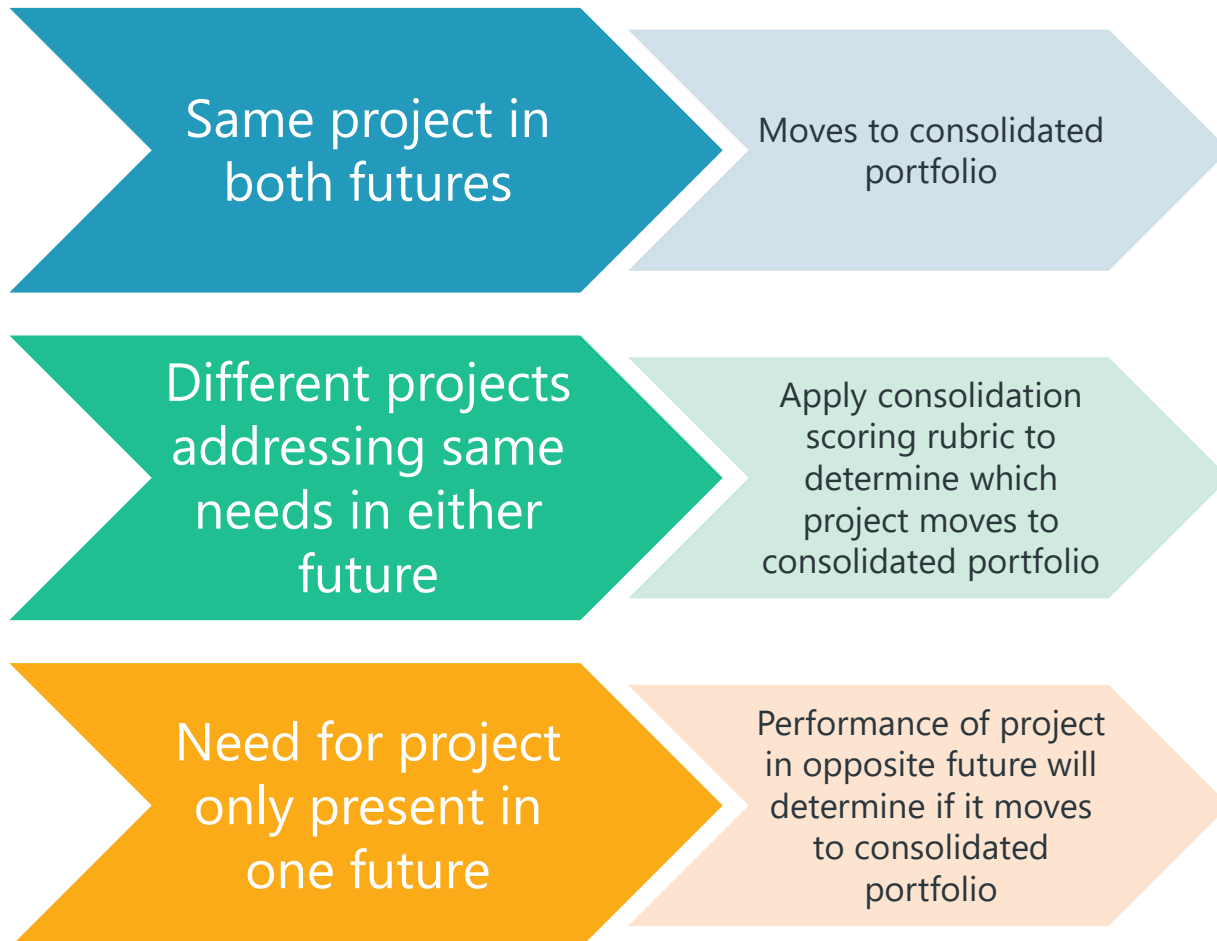 Same project in
both futures
Moves to consolidated
portfolio
Different projects
addressing same
needs in either
future
Apply consolidation
scoring rubric to
determine which
project moves to
consolidated portfolio
Need for project
only present in
one future
Performance of project
in opposite future will
determine if it moves
to consolidated
portfolio